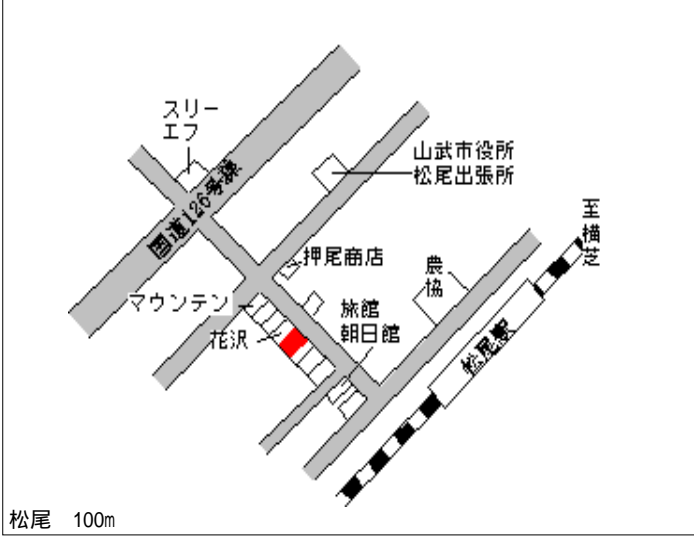 スリー
エフ
国道126号線
山武市役所
松尾出張所
至横芝
押尾商店
農協
マウンテン
旅館
朝日館
花沢
松尾駅
松尾 100m